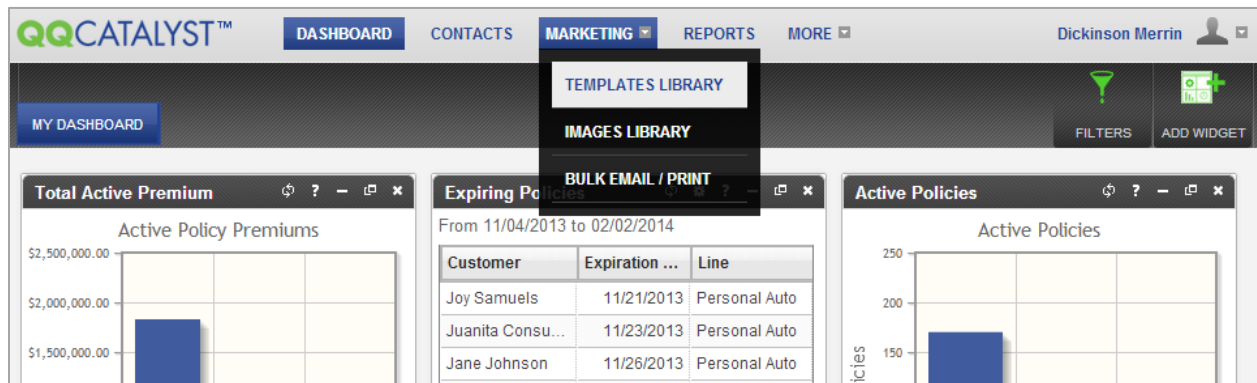 QQCATALYST™ DASHBOARD CONTACTS MARKETING REPORTS MORE Dickinson Merrin
TEMPLATES LIBRARY
IMAGES LIBRARY
BULK EMAIL / PRINT
MY DASHBOARD
FILTERS ADD WIDGET
Total Active Premium ?
Active Policy Premiums
$2,500,000.00
$2,000,000.00
$1,500,000.00
Expiring Policies ?
From 11/04/2013 to 02/02/2014
Customer Expiration ... Line
Joy Samuels 11/21/2013 Personal Auto
Juanita Consu... 11/23/2013 Personal Auto
Jane Johnson 11/26/2013 Personal Auto
Active Policies ?
Active Policies
250
200
150